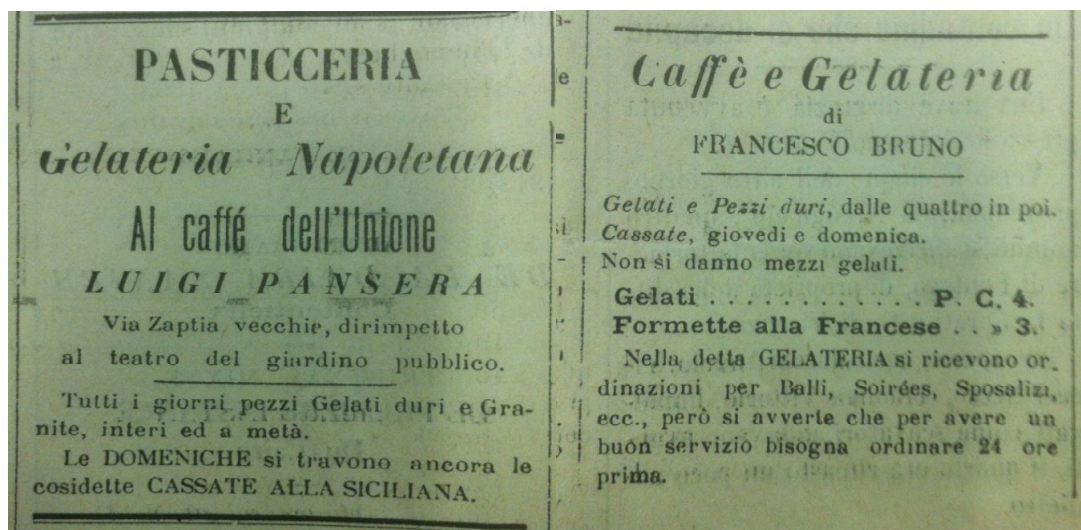 PASTICCERIA
E
Gelateria Napoletana
Al caffé dell'Unione
LUIGI PANSERA
Via Zaptia vecchie, dirimpetto
al teatro del giardino pubblico.
Tutti i giorni pezzi Gelati duri e Gra-
nite, interi ed a metà.
Le DOMENICHE si travono ancora le
cosidette CASSATE ALLA SICILIANA.
Caffè e Gelateria
di
FRANCESCO BRUNO
Gelati e Pezzi duri, dalle quattro in poi.
Cassate, giovedi e domenica.
Non si danno mezzi gelati.
Gelati . . . . . . . . . . . . . . P. C. 4.
Formette alla Francese . . » 3.
Nella detta GELATERIA si ricevono or-
dinazioni per Balli, Soirées, Sposalizi,
ecc., però si avverte che per avere un
buon servizio bisogna ordinare 24 ore
prima.